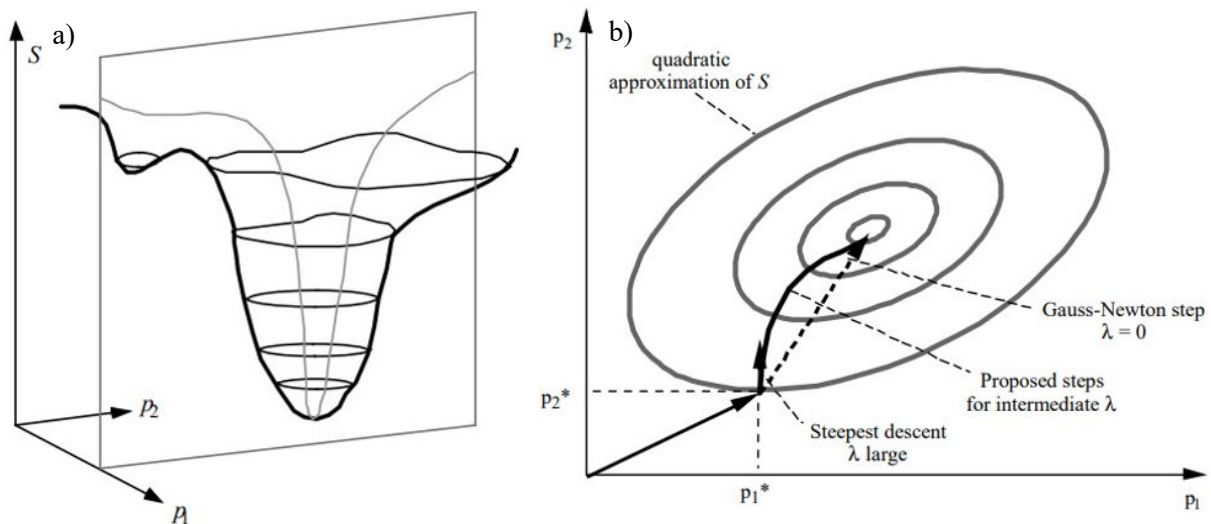 a)
S
p₂
p₁
b)
p₂
quadratic
approximation of S
Gauss-Newton step
λ = 0
Proposed steps
for intermediate λ
p₂*
Steepest descent
λ large
p₁*
p₁